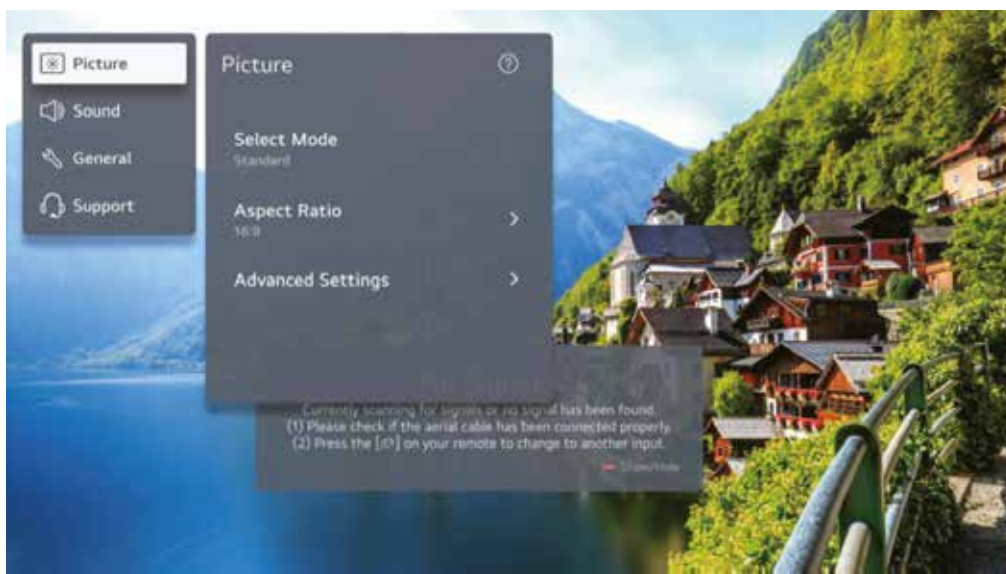 Picture
Sound
General
Support
Picture
Select Mode
Standard
Aspect Ratio
16:9
Advanced Settings
Currently scanning for signals or no signal has been found.
(1) Please check if the aerial cable has been connected properly.
(2) Press the [ ] on your remote to change to another input.
Show/Hide